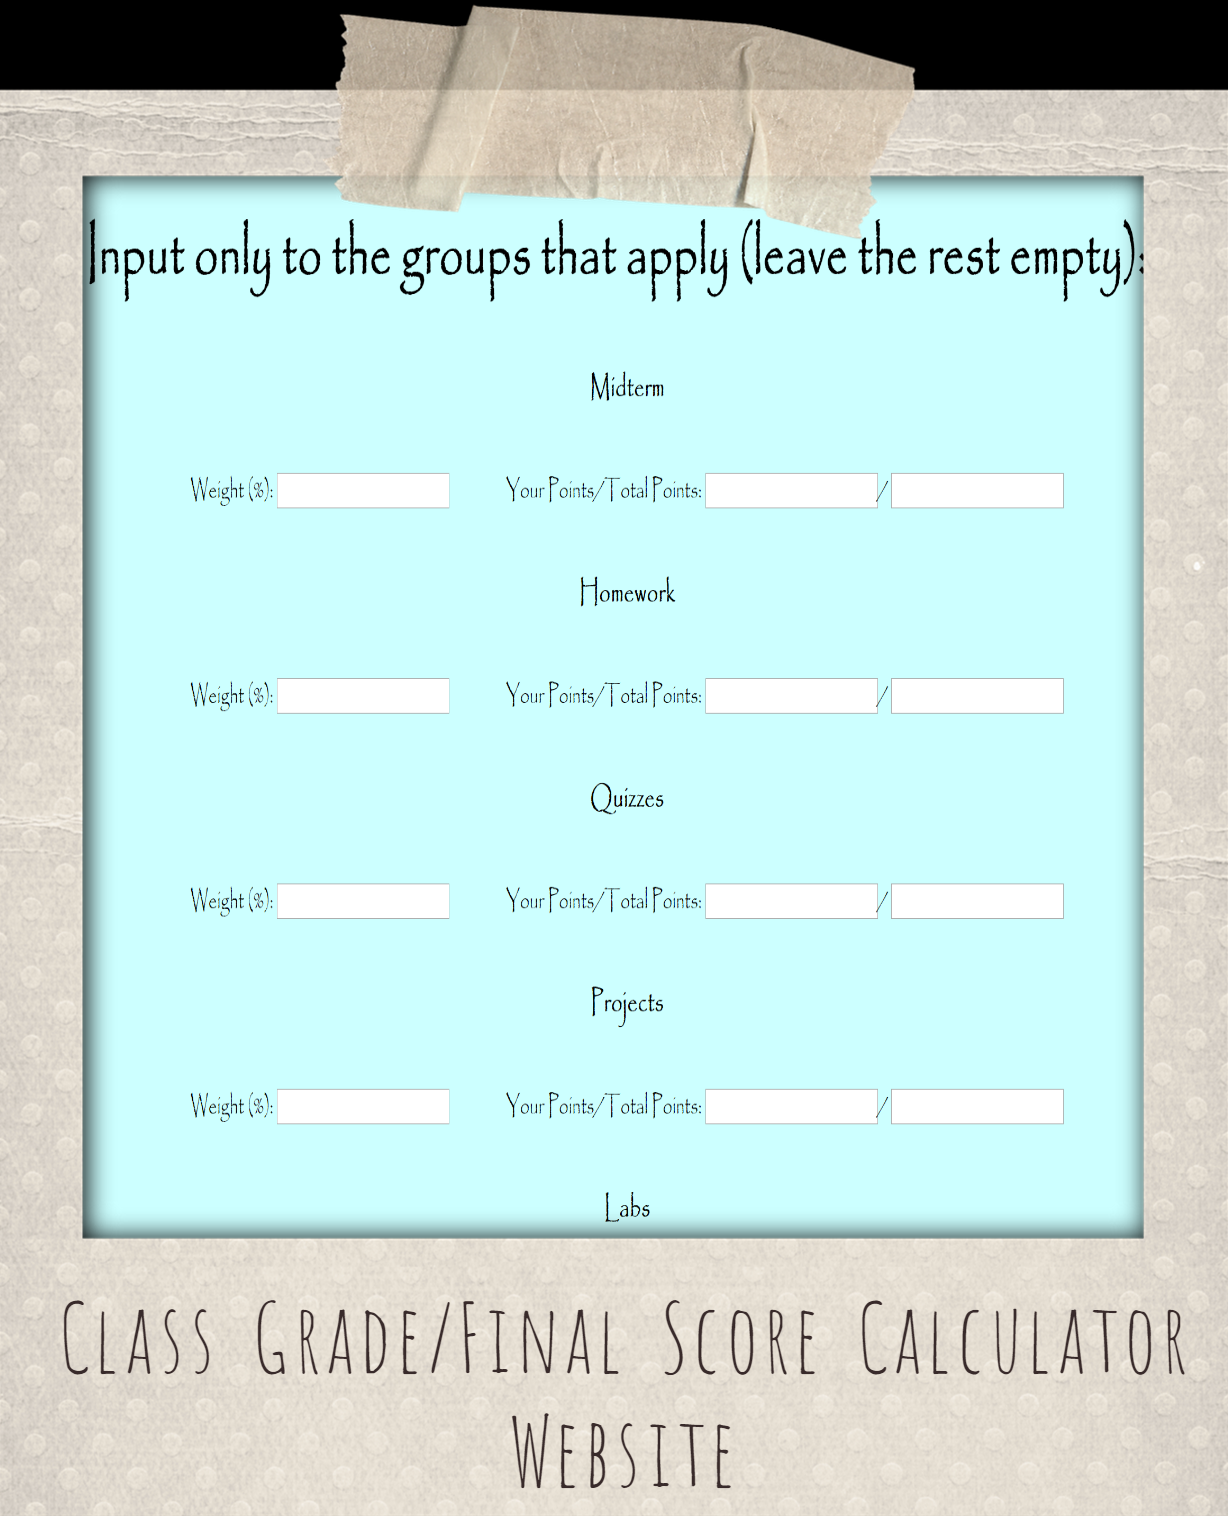 Input only to the groups that apply (leave the rest empty):
Midterm
Weight (%): Your Points/Total Points: /
Homework
Weight (%): Your Points/Total Points: /
Quizzes
Weight (%): Your Points/Total Points: /
Projects
Weight (%): Your Points/Total Points: /
Labs
Class Grade/Final Score Calculator
Website